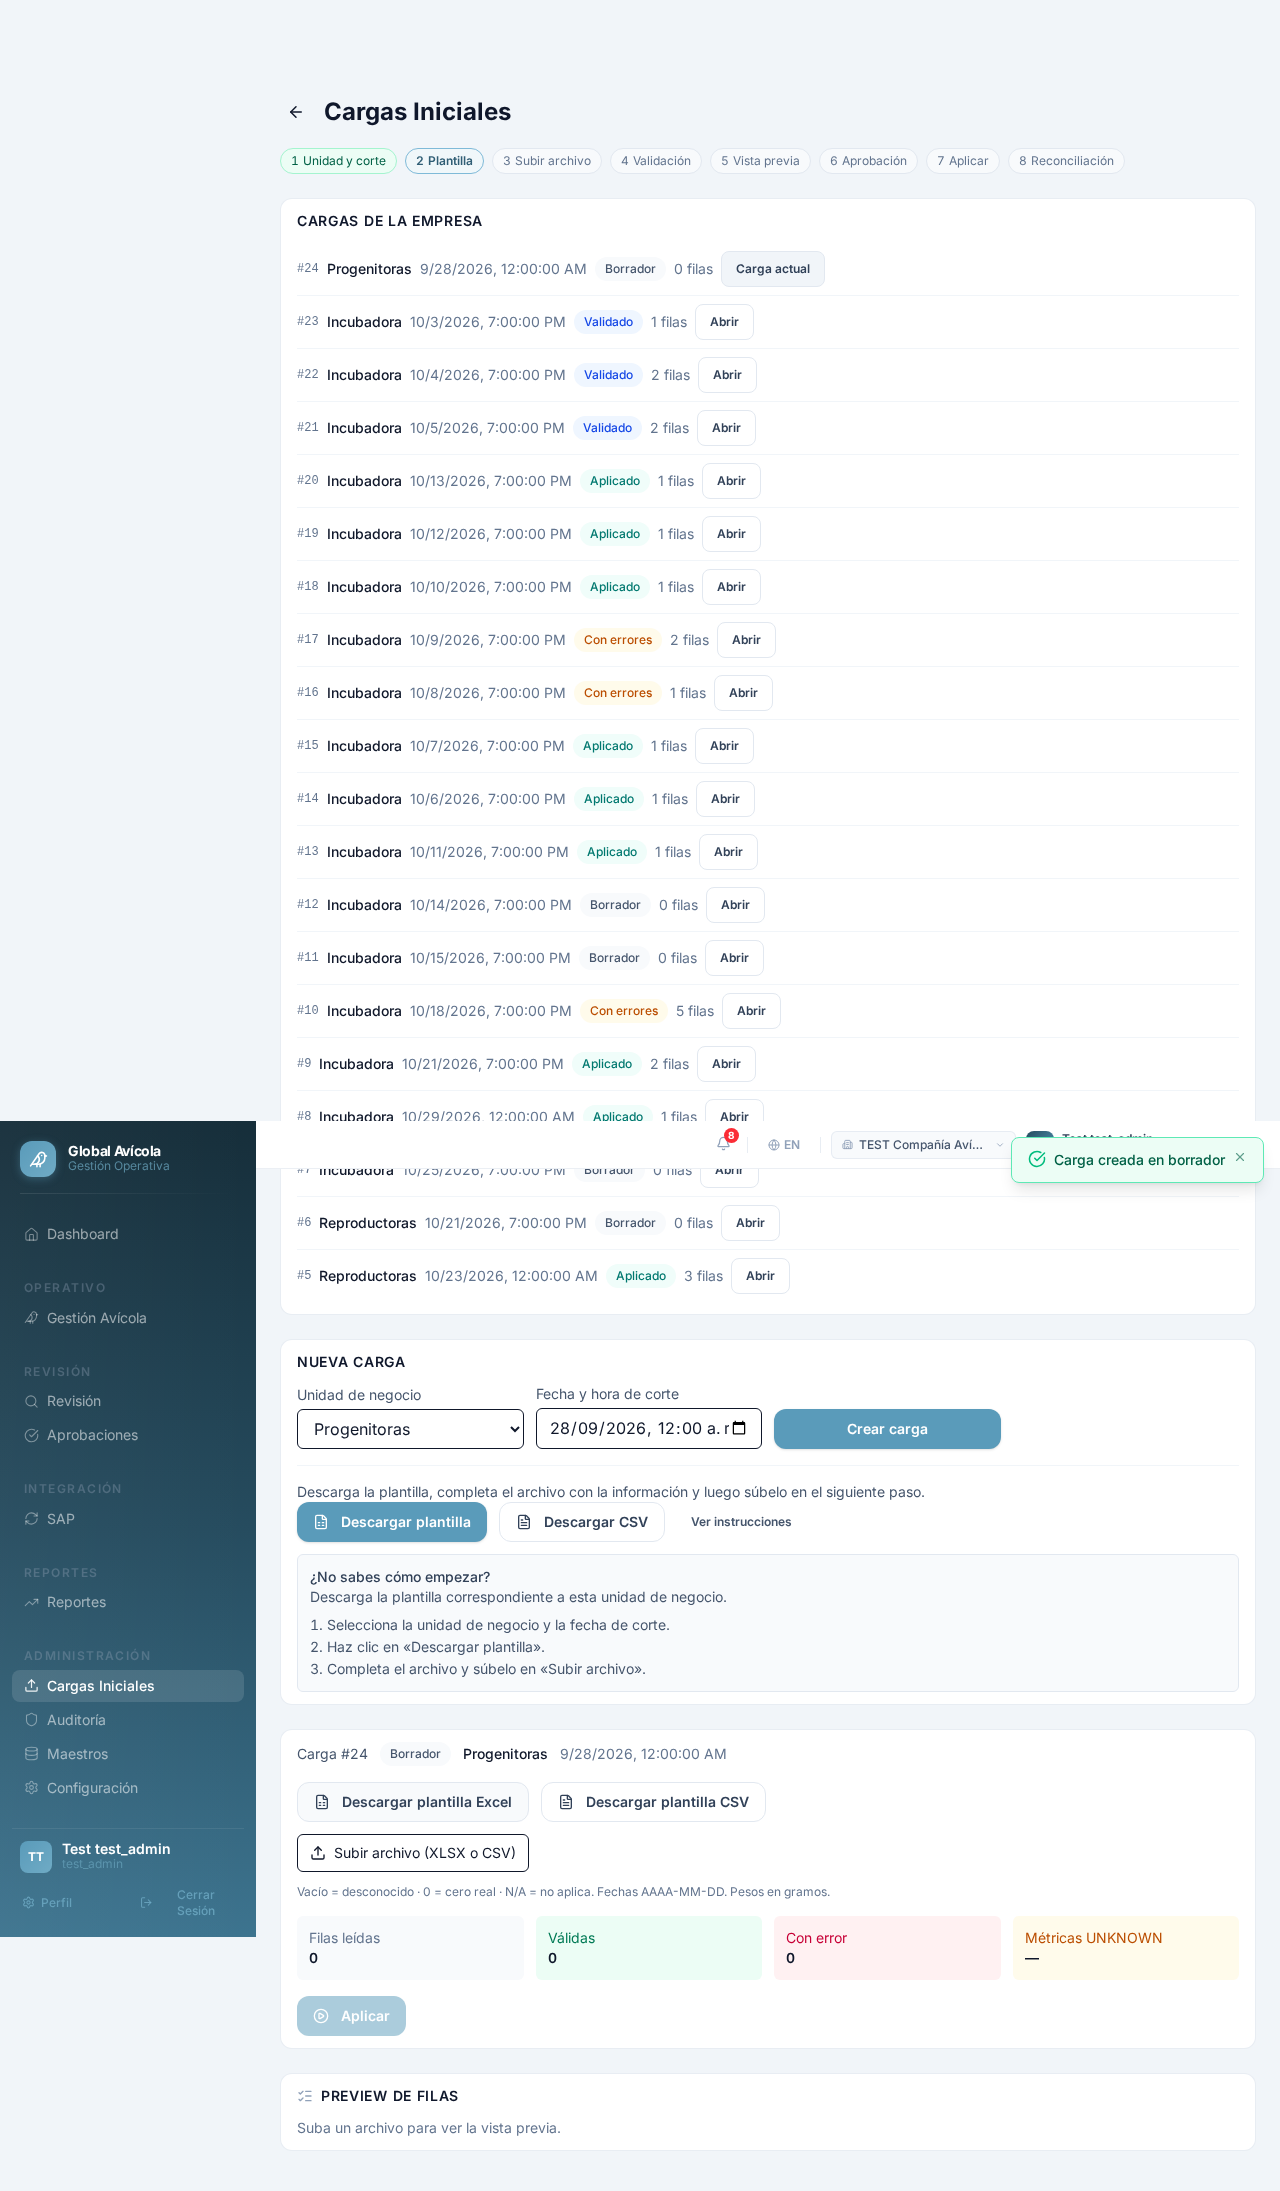 Cargas Iniciales
1 Unidad y corte
2 Plantilla
3 Subir archivo
4 Validación
5 Vista previa
6 Aprobación
7 Aplicar
8 Reconciliación
CARGAS DE LA EMPRESA
#24 Progenitoras 9/28/2026, 12:00:00 AM Borrador 0 filas Carga actual
#23 Incubadora 10/3/2026, 7:00:00 PM Validado 1 filas Abrir
#22 Incubadora 10/4/2026, 7:00:00 PM Validado 2 filas Abrir
#21 Incubadora 10/5/2026, 7:00:00 PM Validado 2 filas Abrir
#20 Incubadora 10/13/2026, 7:00:00 PM Aplicado 1 filas Abrir
#19 Incubadora 10/12/2026, 7:00:00 PM Aplicado 1 filas Abrir
#18 Incubadora 10/10/2026, 7:00:00 PM Aplicado 1 filas Abrir
#17 Incubadora 10/9/2026, 7:00:00 PM Con errores 2 filas Abrir
#16 Incubadora 10/8/2026, 7:00:00 PM Con errores 1 filas Abrir
#15 Incubadora 10/7/2026, 7:00:00 PM Aplicado 1 filas Abrir
#14 Incubadora 10/6/2026, 7:00:00 PM Aplicado 1 filas Abrir
#13 Incubadora 10/11/2026, 7:00:00 PM Aplicado 1 filas Abrir
#12 Incubadora 10/14/2026, 7:00:00 PM Borrador 0 filas Abrir
#11 Incubadora 10/15/2026, 7:00:00 PM Borrador 0 filas Abrir
#10 Incubadora 10/18/2026, 7:00:00 PM Con errores 5 filas Abrir
#9 Incubadora 10/21/2026, 7:00:00 PM Aplicado 2 filas Abrir
#8 Incubadora 10/29/2026, 12:00:00 AM Aplicado 1 filas Abrir
8 EN TEST Compañía Aví... Test test_admin
Carga creada en borrador
#7 Incubadora 10/25/2026, 7:00:00 PM Borrador 0 filas Abrir
#6 Reproductoras 10/21/2026, 7:00:00 PM Borrador 0 filas Abrir
#5 Reproductoras 10/23/2026, 12:00:00 AM Aplicado 3 filas Abrir
Global Avícola
Gestión Operativa
Dashboard
OPERATIVO
Gestión Avícola
REVISIÓN
Revisión
Aprobaciones
INTEGRACIÓN
SAP
REPORTES
Reportes
ADMINISTRACIÓN
Cargas Iniciales
Auditoría
Maestros
Configuración
TT
Test test_admin
test_admin
Perfil
Cerrar
Sesión
NUEVA CARGA
Unidad de negocio
Progenitoras
Fecha y hora de corte
28/09/2026, 12:00 a. r
Crear carga
Descarga la plantilla, completa el archivo con la información y luego súbelo en el siguiente paso.
Descargar plantilla
Descargar CSV
Ver instrucciones
¿No sabes cómo empezar?
Descarga la plantilla correspondiente a esta unidad de negocio.
1. Selecciona la unidad de negocio y la fecha de corte.
2. Haz clic en «Descargar plantilla».
3. Completa el archivo y súbelo en «Subir archivo».
Carga #24 Borrador Progenitoras 9/28/2026, 12:00:00 AM
Descargar plantilla Excel
Descargar plantilla CSV
Subir archivo (XLSX o CSV)
Vacío = desconocido · 0 = cero real · N/A = no aplica. Fechas AAAA-MM-DD. Pesos en gramos.
Filas leídas
0
Válidas
0
Con error
0
Métricas UNKNOWN
—
Aplicar
PREVIEW DE FILAS
Suba un archivo para ver la vista previa.